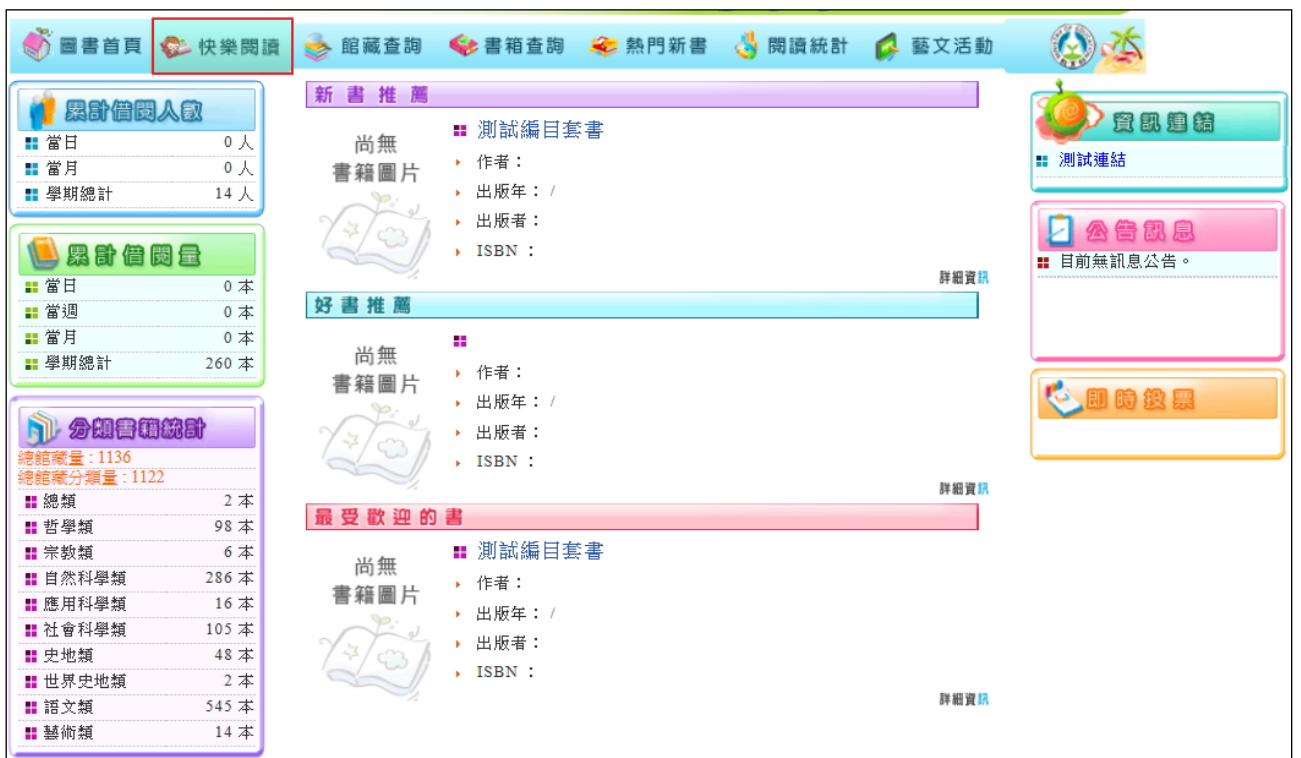 圖書首頁 快樂閱讀 館藏查詢 書箱查詢 熱門新書 閱讀統計 藝文活動
累計借閱人數
當日 0 人
當月 0 人
學期總計 14 人
累計借閱量
當日 0 本
當週 0 本
當月 0 本
學期總計 260 本
分類書籍統計
總館藏量 : 1136
總館藏分類量 : 1122
總類 2 本
哲學類 98 本
宗教類 6 本
自然科學類 286 本
應用科學類 16 本
社會科學類 105 本
史地類 48 本
世界史地類 2 本
語文類 545 本
藝術類 14 本
新書推薦
尚無
書籍圖片
測試編目套書
作者：
出版年： /
出版者：
ISBN ：
詳細資訊
好書推薦
尚無
書籍圖片
作者：
出版年： /
出版者：
ISBN ：
詳細資訊
最受歡迎的書
尚無
書籍圖片
測試編目套書
作者：
出版年： /
出版者：
ISBN ：
詳細資訊
資訊連結
測試連結
公告訊息
目前無訊息公告。
即時投票